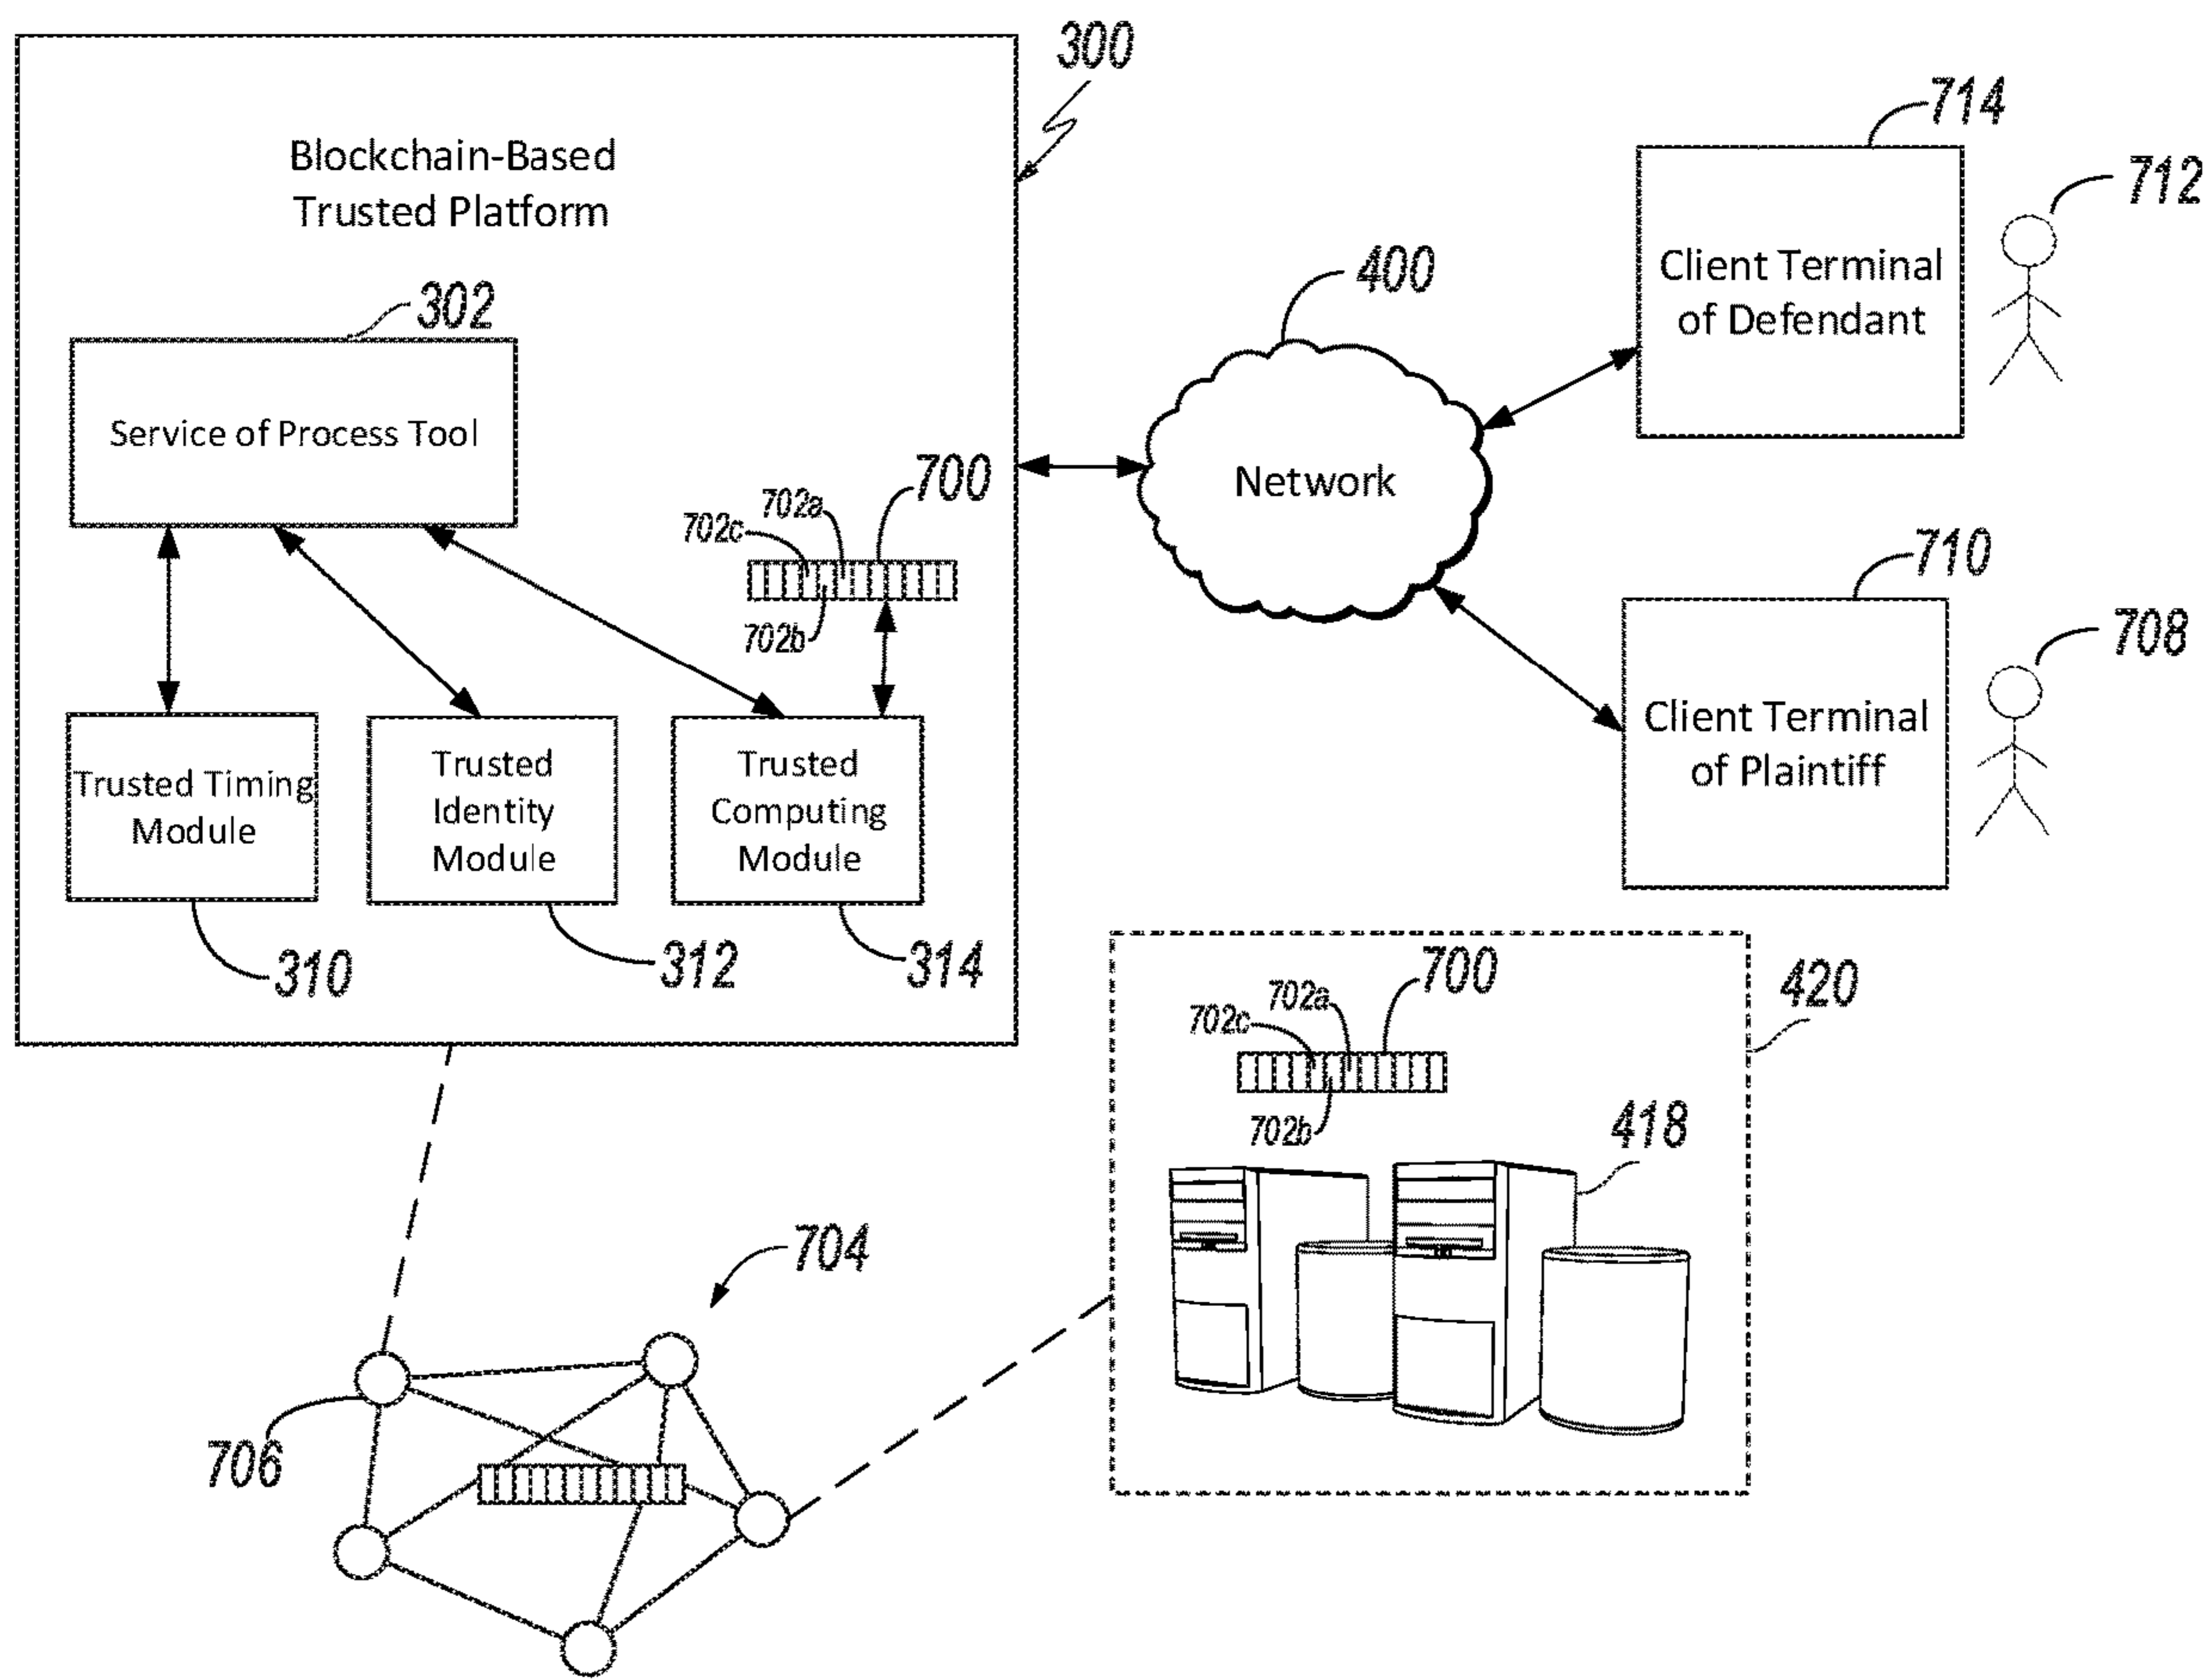 300
Blockchain-Based
Trusted Platform
302
Service of Process Tool
700
702a
702c
702b
Trusted Timing
Module
Trusted
Identity
Module
Trusted
Computing
Module
310
312
314
400
Network
714
712
Client Terminal
of Defendant
710
708
Client Terminal
of Plaintiff
420
700
702a
702c
702b
418
704
706